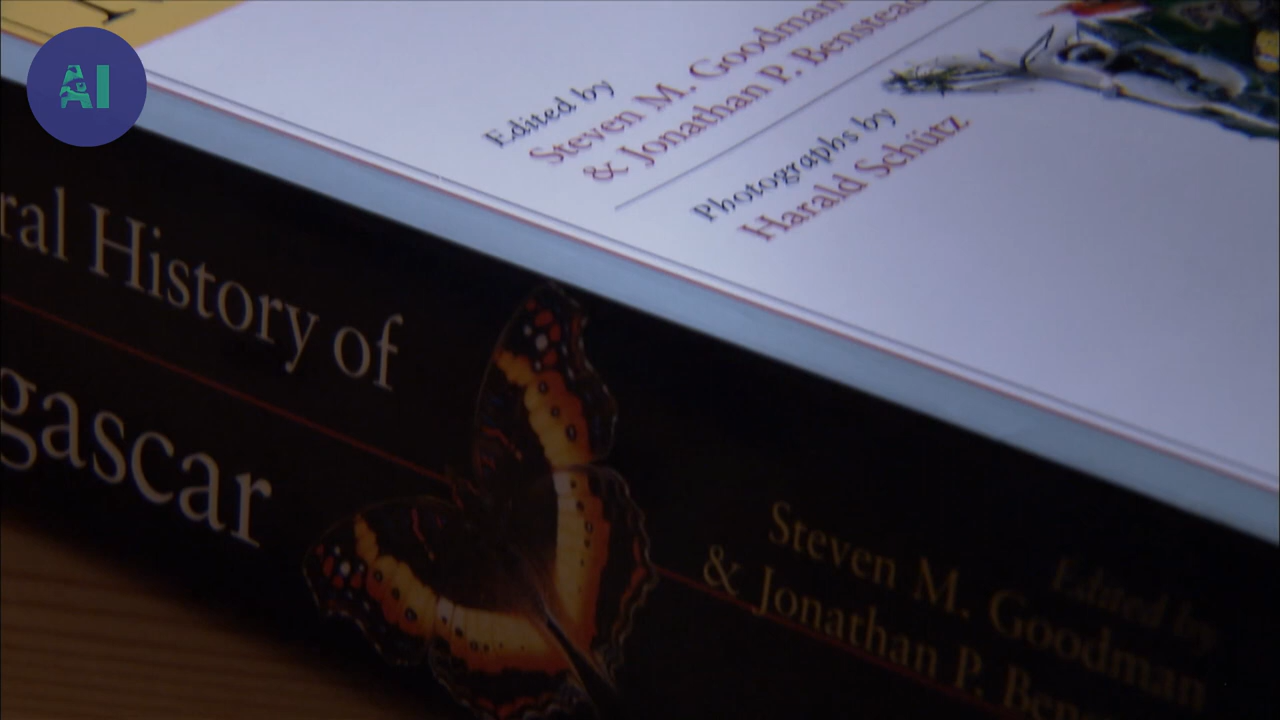 AI
Edited by
Steven M. Goodman
& Jonathan P. Benstead
Photographs by
Harald Schütz
ral History of
gascar
Edited by
Steven M. Goodman
& Jonathan P. Ben